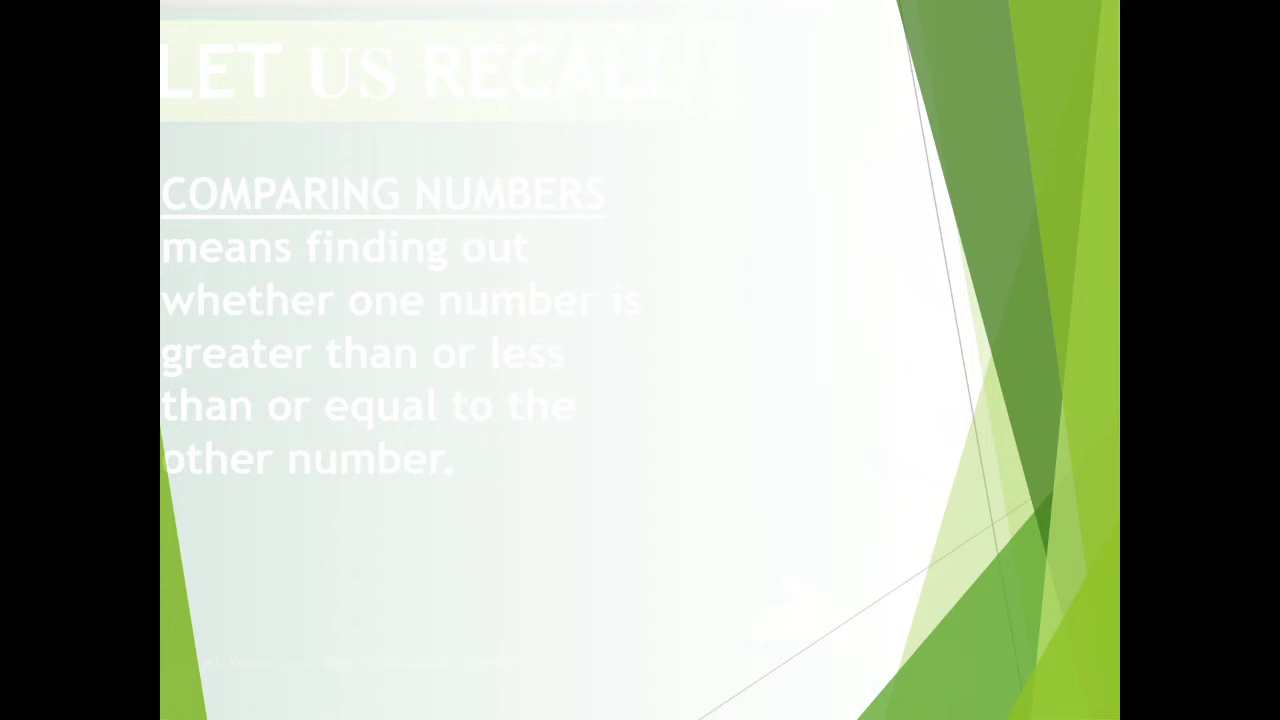 LET US RECALL
COMPARING NUMBERS
means finding out
whether one number is
greater than or less
than or equal to the
other number.